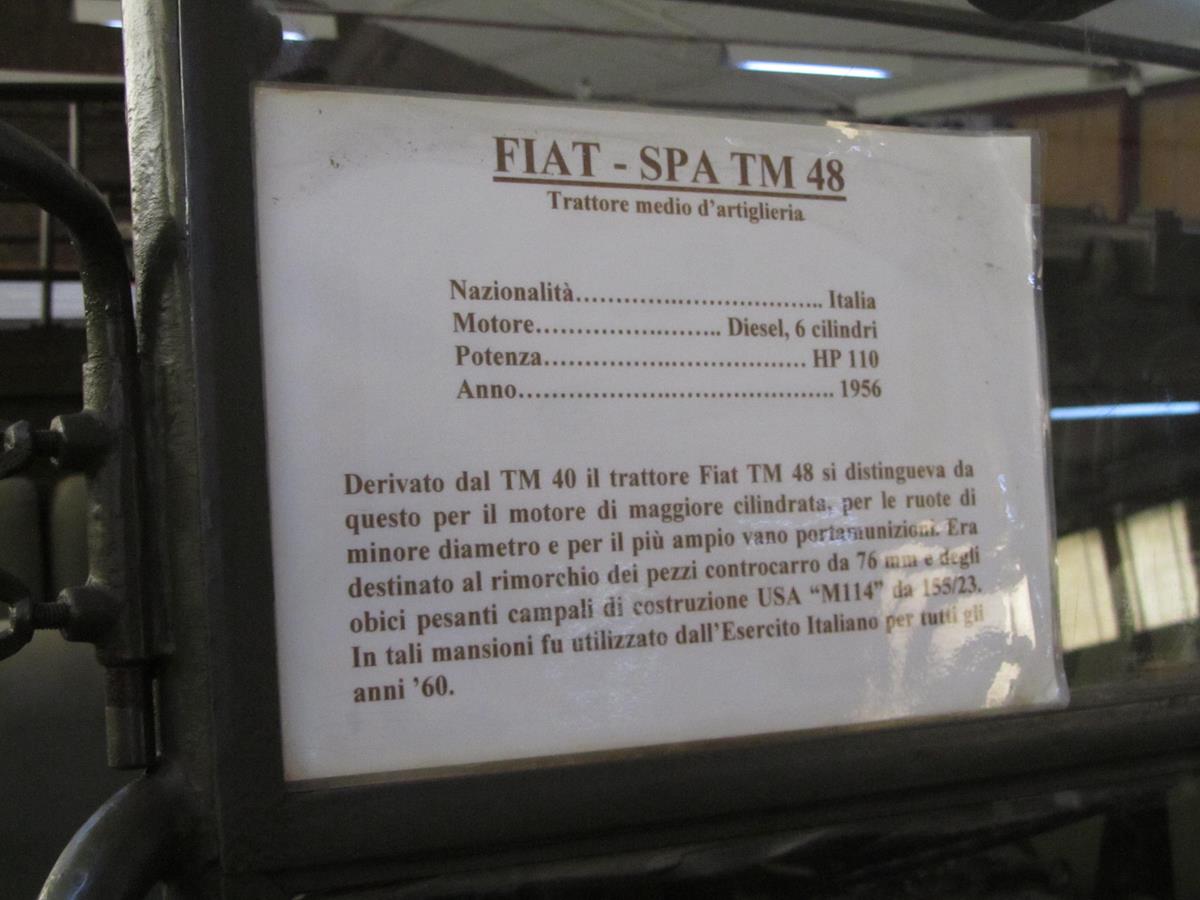 FIAT - SPA TM 48
Trattore medio d'artiglieria
Nazionalità……………………………….. Italia
Motore…………………….. Diesel, 6 cilindri
Potenza………………………………… HP 110
Anno……………………………………….. 1956
Derivato dal TM 40 il trattore Fiat TM 48 si distingueva da
questo per il motore di maggiore cilindrata, per le ruote di
minore diametro e per il più ampio vano portamunizioni. Era
destinato al rimorchio dei pezzi controcarro da 76 mm e degli
obici pesanti campali di costruzione USA “M114” da 155/23.
In tali mansioni fu utilizzato dall’Esercito Italiano per tutti gli
anni ’60.